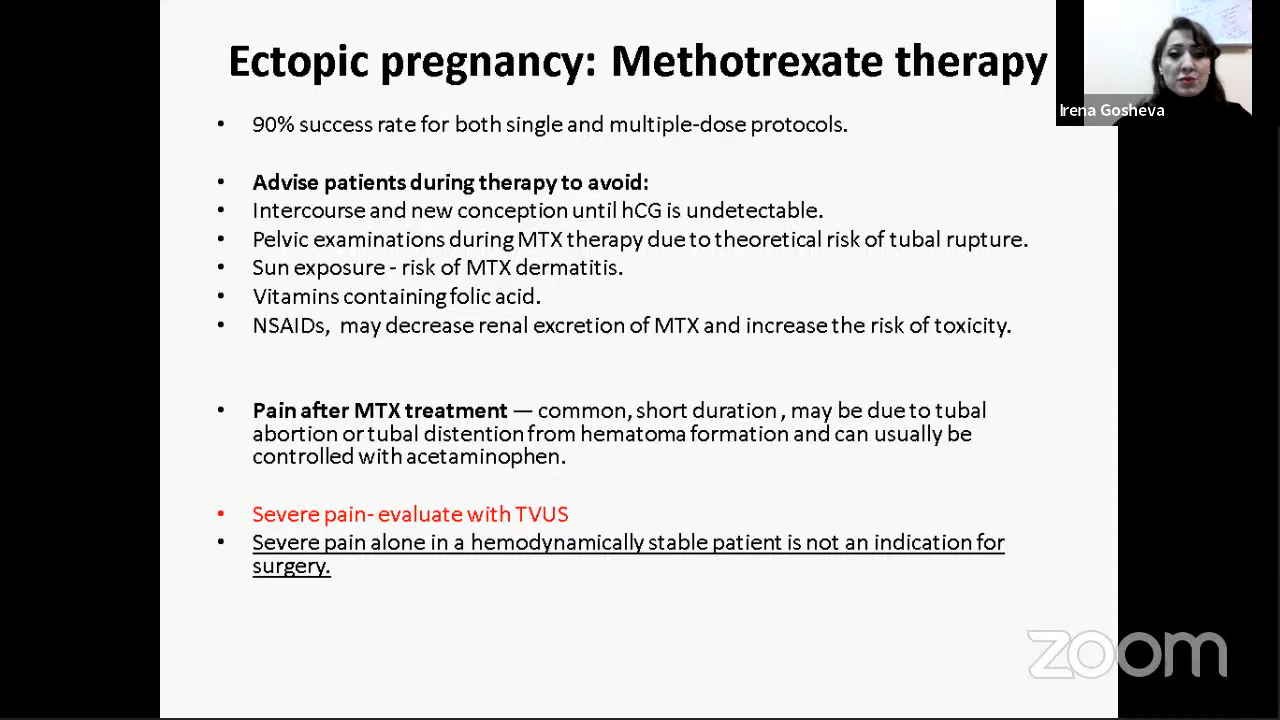 Ectopic pregnancy: Methotrexate therapy
Irena Gosheva
• 90% success rate for both single and multiple-dose protocols.
• Advise patients during therapy to avoid:
• Intercourse and new conception until hCG is undetectable.
• Pelvic examinations during MTX therapy due to theoretical risk of tubal rupture.
• Sun exposure - risk of MTX dermatitis.
• Vitamins containing folic acid.
• NSAIDs, may decrease renal excretion of MTX and increase the risk of toxicity.
• Pain after MTX treatment — common, short duration , may be due to tubal
abortion or tubal distention from hematoma formation and can usually be
controlled with acetaminophen.
• Severe pain- evaluate with TVUS
• Severe pain alone in a hemodynamically stable patient is not an indication for
surgery.
zoom